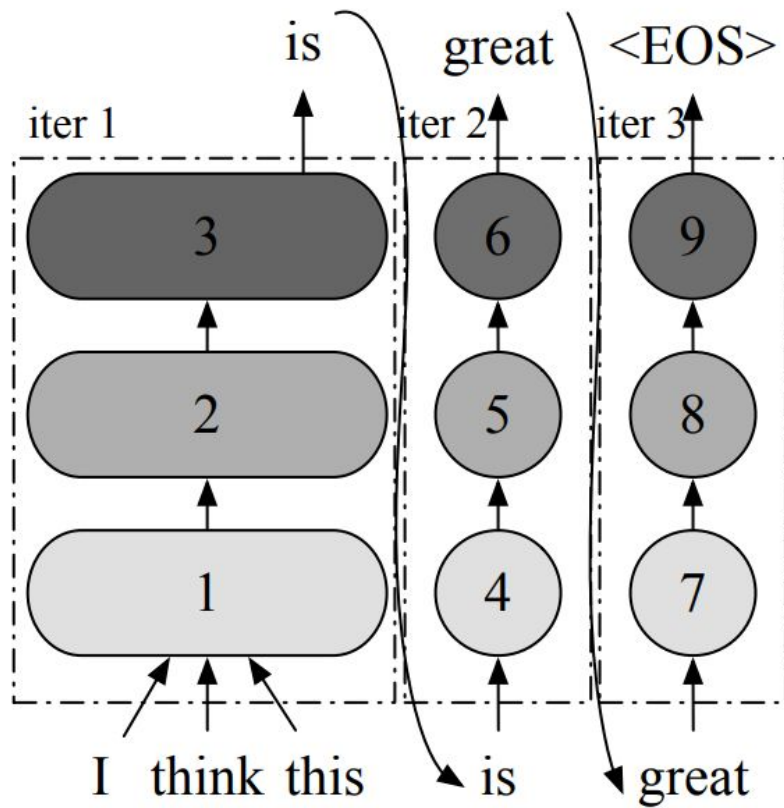 is great <EOS>
iter 1 iter 2 iter 3
3 6 9
2 5 8
1 4 7
I think this is great